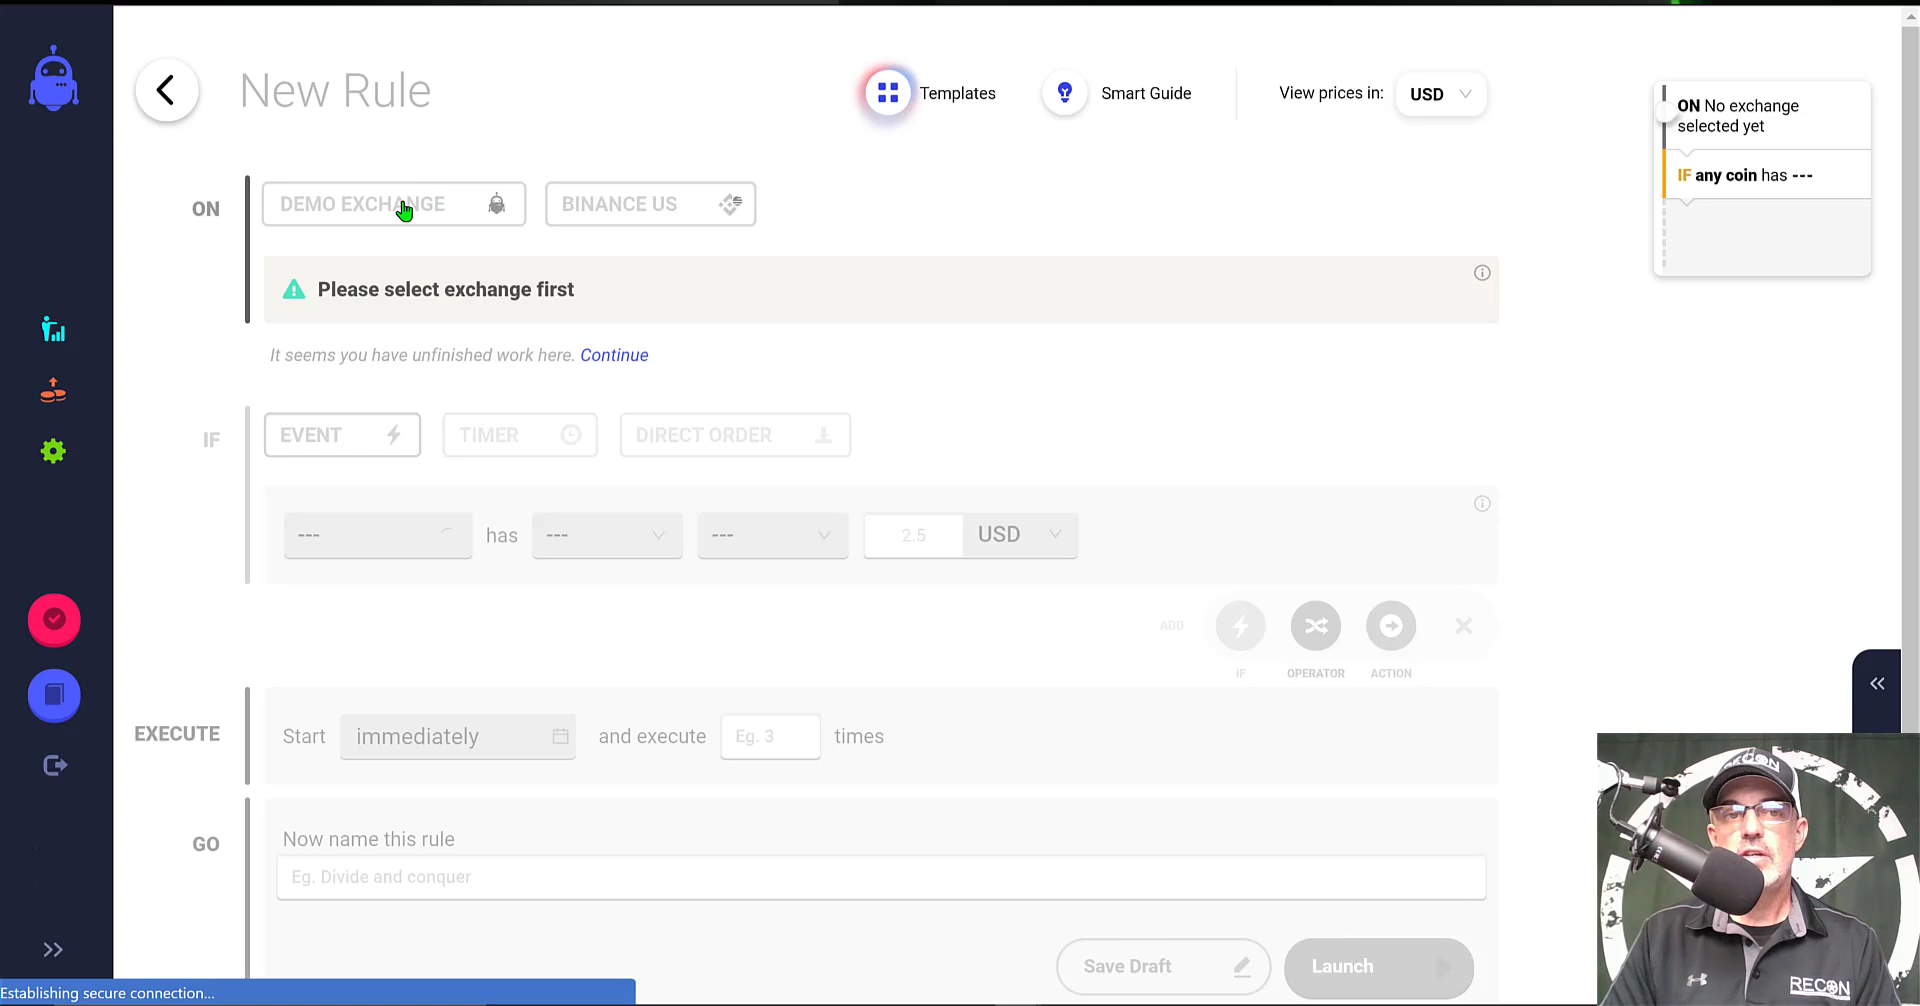 New Rule
Templates
Smart Guide
View prices in:
USD
ON No exchange
selected yet
IF any coin has ---
ON
DEMO EXCHANGE
BINANCE US
Please select exchange first
It seems you have unfinished work here. Continue
IF
EVENT
TIMER
DIRECT ORDER
---
has
---
---
2.5
USD
ADD
IF
OPERATOR
ACTION
EXECUTE
Start
immediately
and execute
Eg. 3
times
GO
Now name this rule
Eg. Divide and conquer
Save Draft
Launch
Establishing secure connection...
RECON
RECON